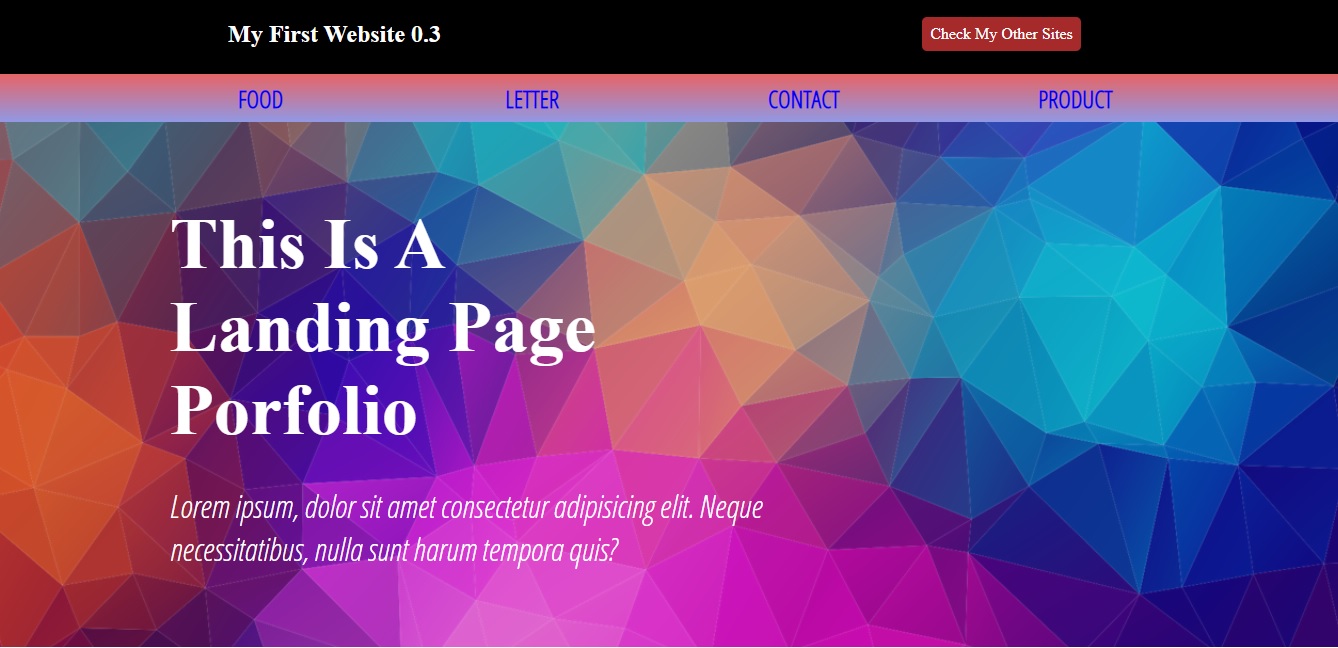 My First Website 0.3
Check My Other Sites
FOOD
LETTER
CONTACT
PRODUCT
This Is A
Landing Page
Porfolio
Lorem ipsum, dolor sit amet consectetur adipisicing elit. Neque
necessitatibus, nulla sunt harum tempora quis?